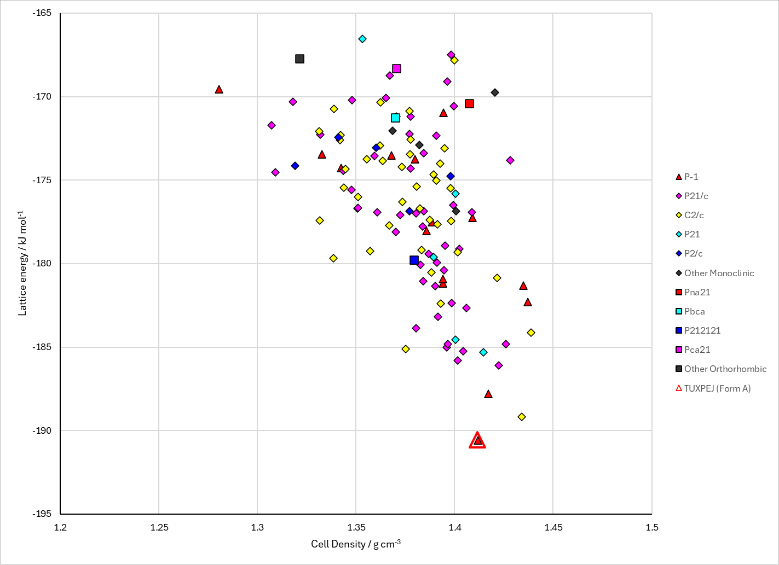 -165
-170
-175
-180
-185
-190
-195
Lattice energy / kJ mol⁻¹
1.2
1.25
1.3
1.35
1.4
1.45
1.5
Cell Density / g cm⁻³
P-1
P21/c
C2/c
P21
P2/c
Other Monoclinic
Pna21
Pbca
P212121
Pca21
Other Orthorhombic
TUXPEJ (Form A)